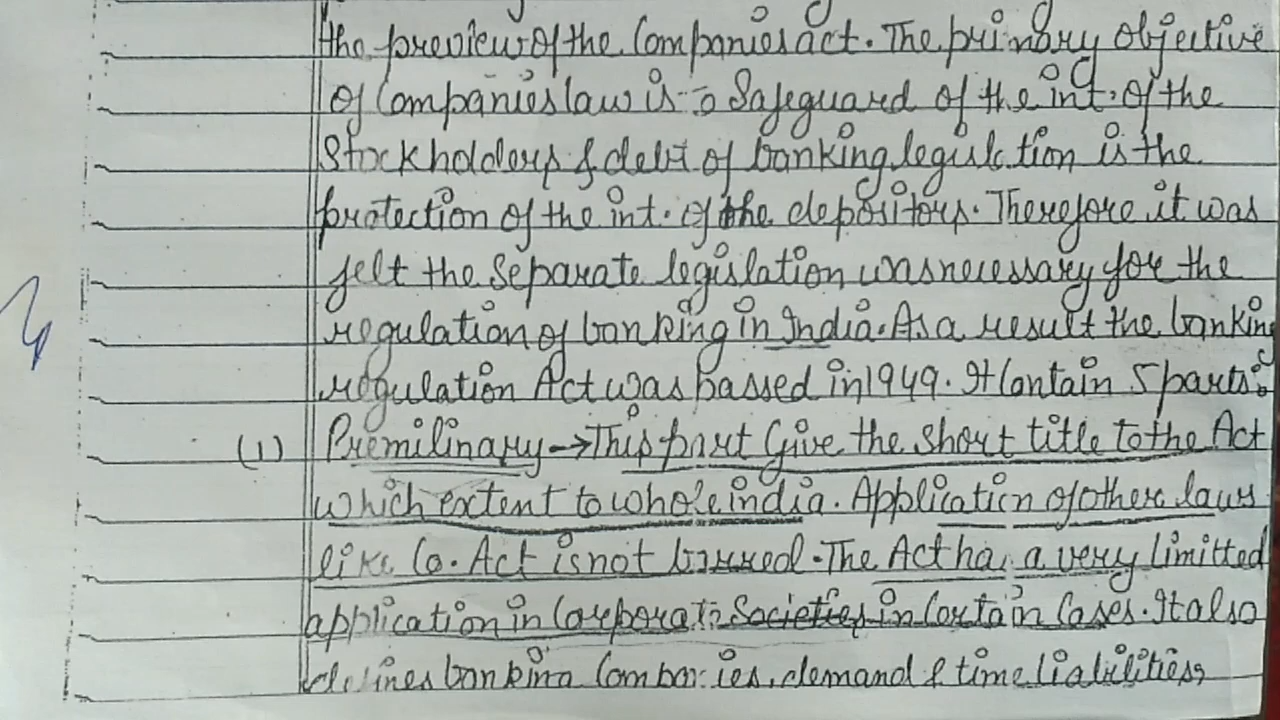 the preview of the Companies act. The primary objective
of Companies law is a Safeguard of the int. of the
Stockholders & debt of banking legislction is the
protection of the int. of the depositors. Therefore it was
felt the Separate legislation was necessary for the
regulation of banking in India. As a result the banking
regulation Act was passed in 1949. It Contain 5 parts:
(1) Premilinary → This part Give the short title to the Act
which extent to whole india. Application of other laws
like Co. Act is not barred. The Act has a very limitted
application in Corporate Societies in Certain Cases. It also
defines banking Companies, demand & time liabilities,